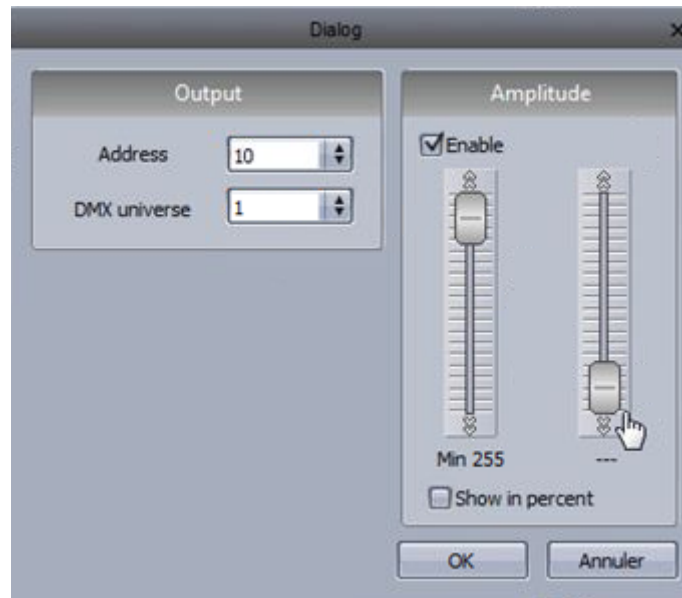 Dialog
Output
Address 10
DMX universe 1
Amplitude
Enable
Min 255 ---
Show in percent
OK Annuler